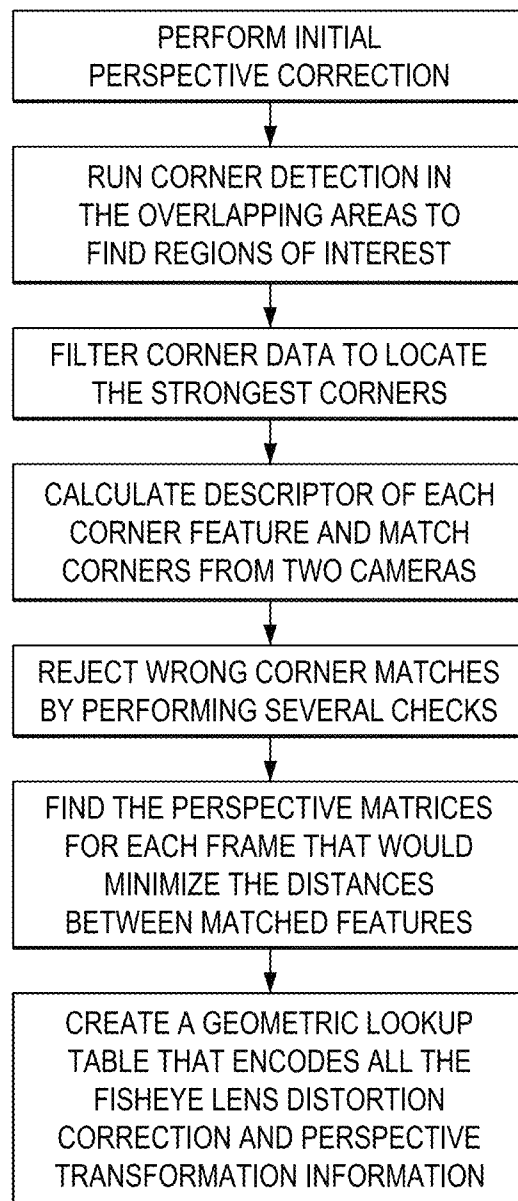 PERFORM INITIAL
PERSPECTIVE CORRECTION
RUN CORNER DETECTION IN
THE OVERLAPPING AREAS TO
FIND REGIONS OF INTEREST
FILTER CORNER DATA TO LOCATE
THE STRONGEST CORNERS
CALCULATE DESCRIPTOR OF EACH
CORNER FEATURE AND MATCH
CORNERS FROM TWO CAMERAS
REJECT WRONG CORNER MATCHES
BY PERFORMING SEVERAL CHECKS
FIND THE PERSPECTIVE MATRICES
FOR EACH FRAME THAT WOULD
MINIMIZE THE DISTANCES
BETWEEN MATCHED FEATURES
CREATE A GEOMETRIC LOOKUP
TABLE THAT ENCODES ALL THE
FISHEYE LENS DISTORTION
CORRECTION AND PERSPECTIVE
TRANSFORMATION INFORMATION